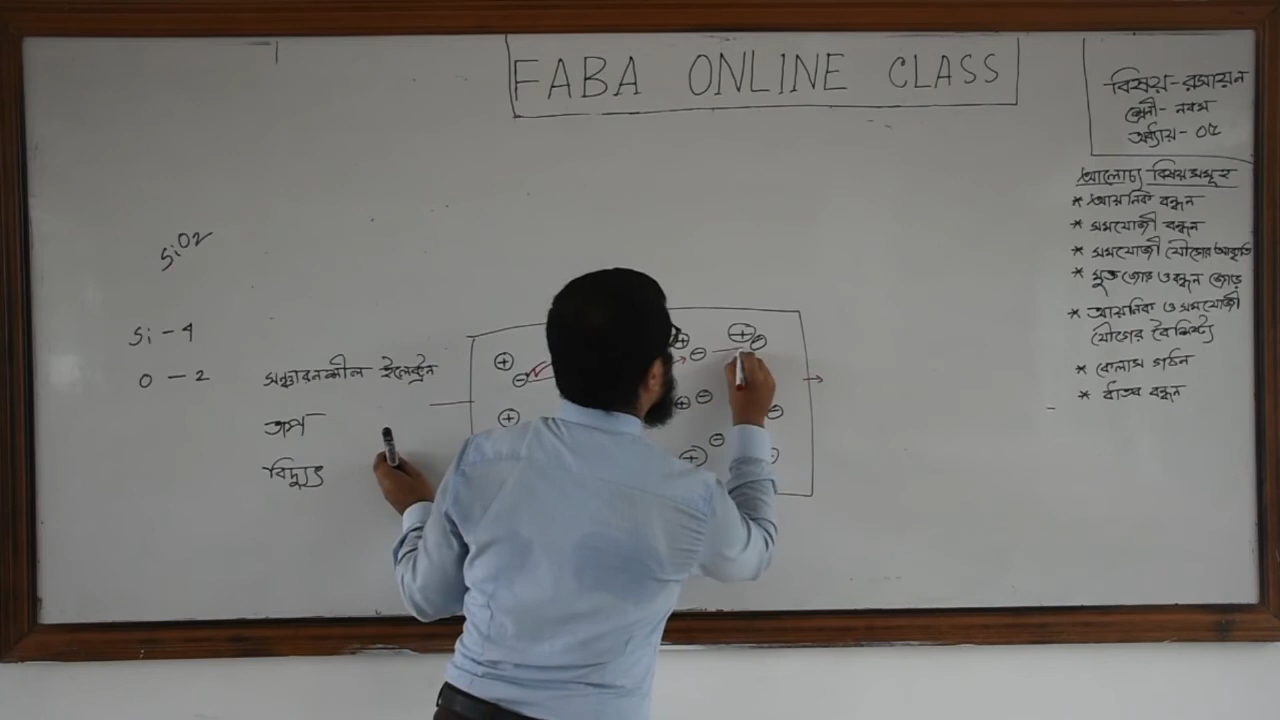 FABA ONLINE CLASS
বিষয় - রসায়ন
শ্রেণী - নবম
অধ্যায় - ০৫
আলোচ্য বিষয়সমূহ
* আয়নিক বন্ধন
* সমযোজী বন্ধন
* সমযোজী যৌগের আকৃতি
* মুক্ত জোড় ও বন্ধন জোড়
* আয়নিক ও সমযোজী
যৌগের বৈশিষ্ট্য
* কেলাস গঠন
* ধাতব বন্ধন
SiO2
Si - 4
O - 2
সঞ্চারনশীল ইলেকট্রন
তাপ
বিদ্যুৎ